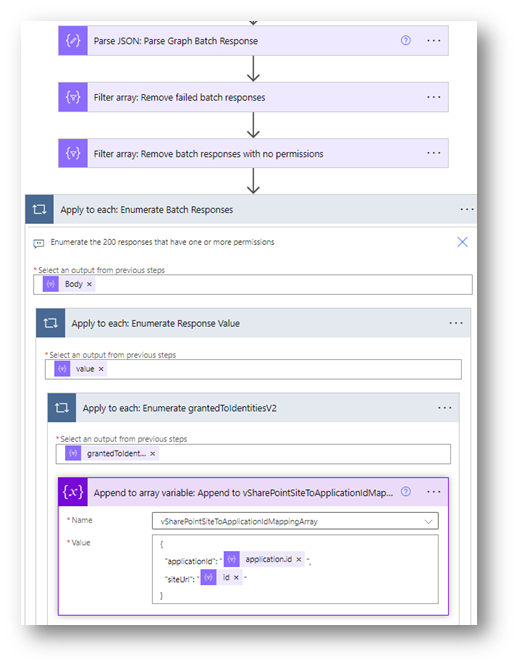 Parse JSON: Parse Graph Batch Response
Filter array: Remove failed batch responses
Filter array: Remove batch responses with no permissions
Apply to each: Enumerate Batch Responses
Enumerate the 200 responses that have one or more permissions
*Select an output from previous steps
Body
Apply to each: Enumerate Response Value
*Select an output from previous steps
value
Apply to each: Enumerate grantedToIdentitiesV2
*Select an output from previous steps
grantedToIdent...
{x} Append to array variable: Append to vSharePointSiteToApplicationIdMap...
*Name vSharePointSiteToApplicationIdMappingArray
*Value {
"applicationId": " application.id ",
"siteUrl": " id "
}